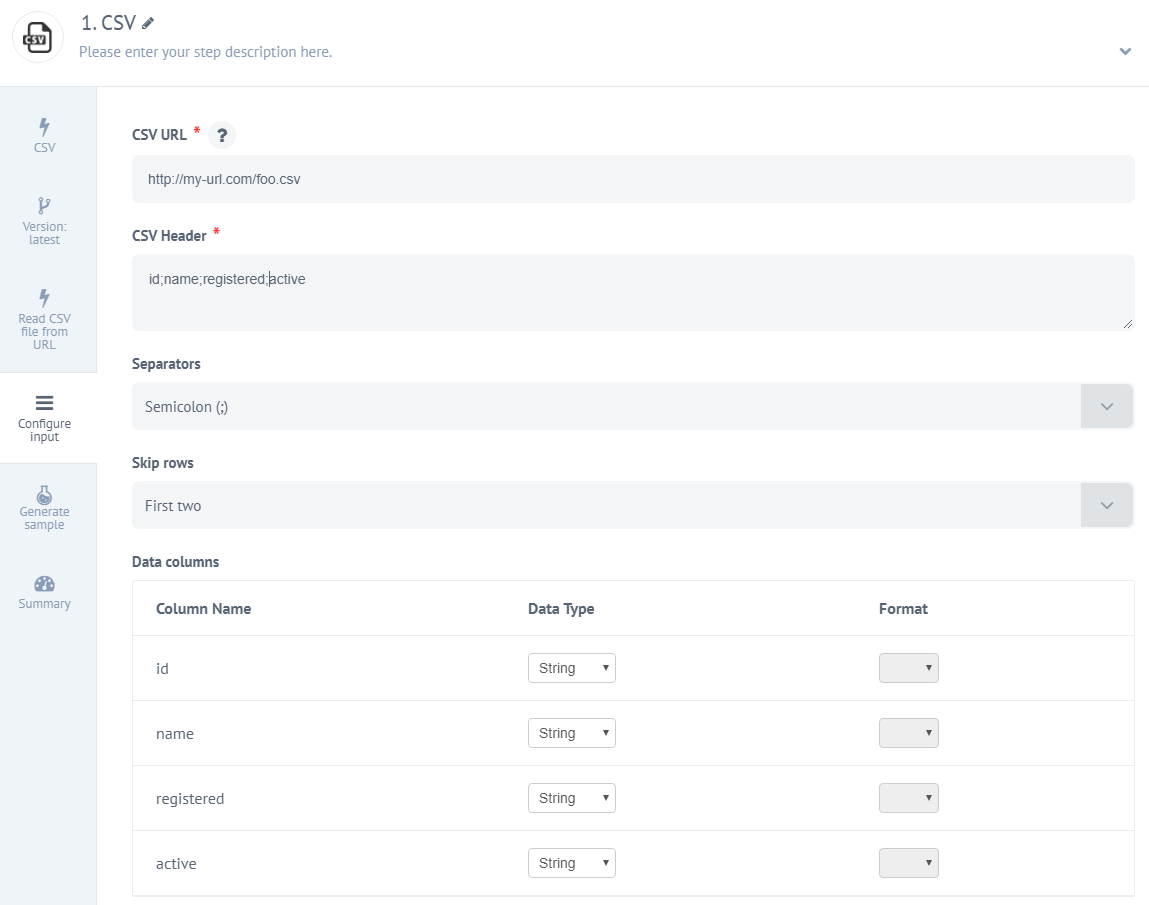 CSV
1. CSV
Please enter your step description here.
CSV
Version:
latest
Read CSV
file from
URL
Configure
input
Generate
sample
Summary
CSV URL * ?
http://my-url.com/foo.csv
CSV Header *
id;name;registered;active
Separators
Semicolon (;)
Skip rows
First two
Data columns
Column Name Data Type Format
id String
name String
registered String
active String